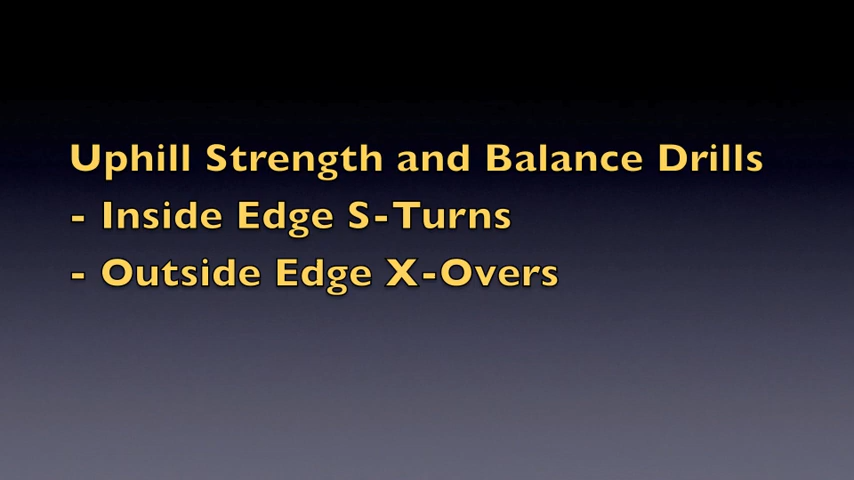 Uphill Strength and Balance Drills
- Inside Edge S-Turns
- Outside Edge X-Overs